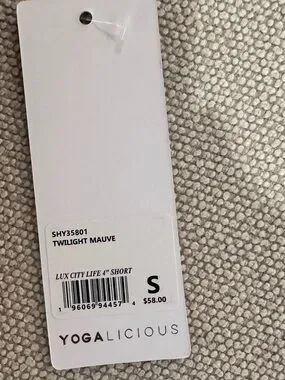 SHY35801
TWILIGHT MAUVE
LUX CITY LIFE 4" SHORT
S
$58.00
1 96069 94457 4
YOGALICIOUS